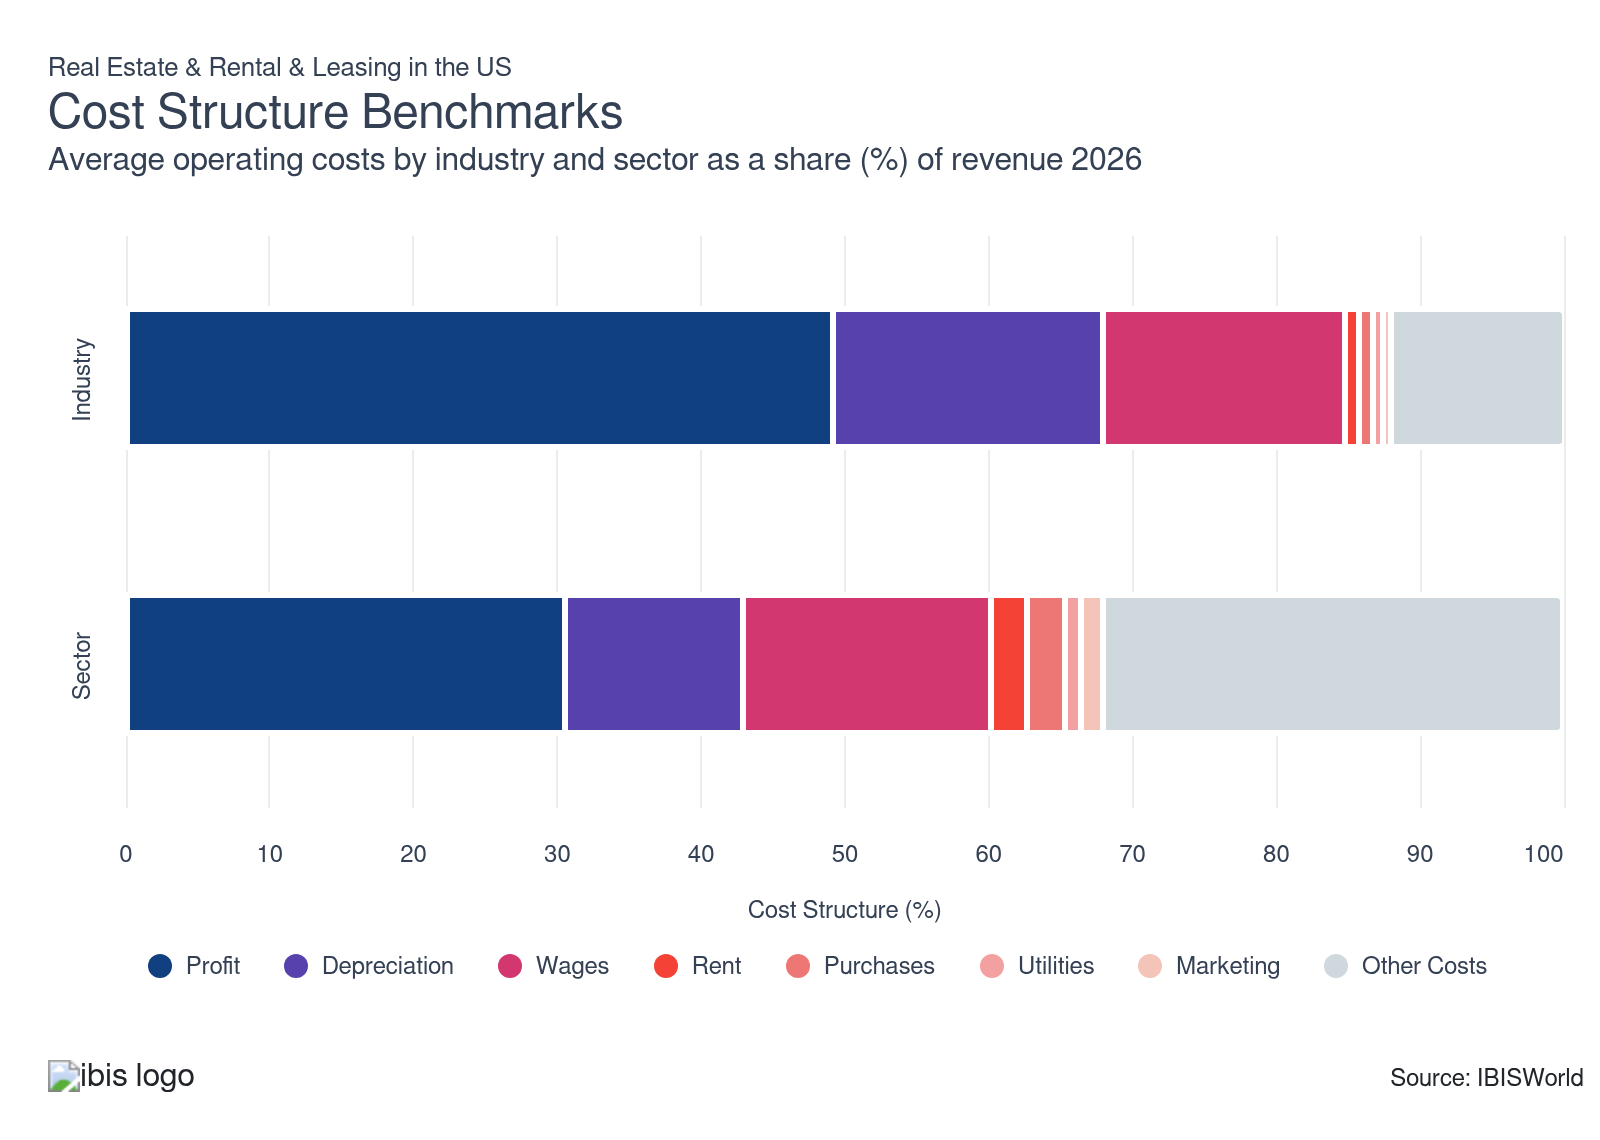 Real Estate & Rental & Leasing in the US
Cost Structure Benchmarks
Average operating costs by industry and sector as a share (%) of revenue 2026
Industry
Sector
0 10 20 30 40 50 60 70 80 90 100
Cost Structure (%)
Profit Depreciation Wages Rent Purchases Utilities Marketing Other Costs
ibis logo
Source: IBISWorld